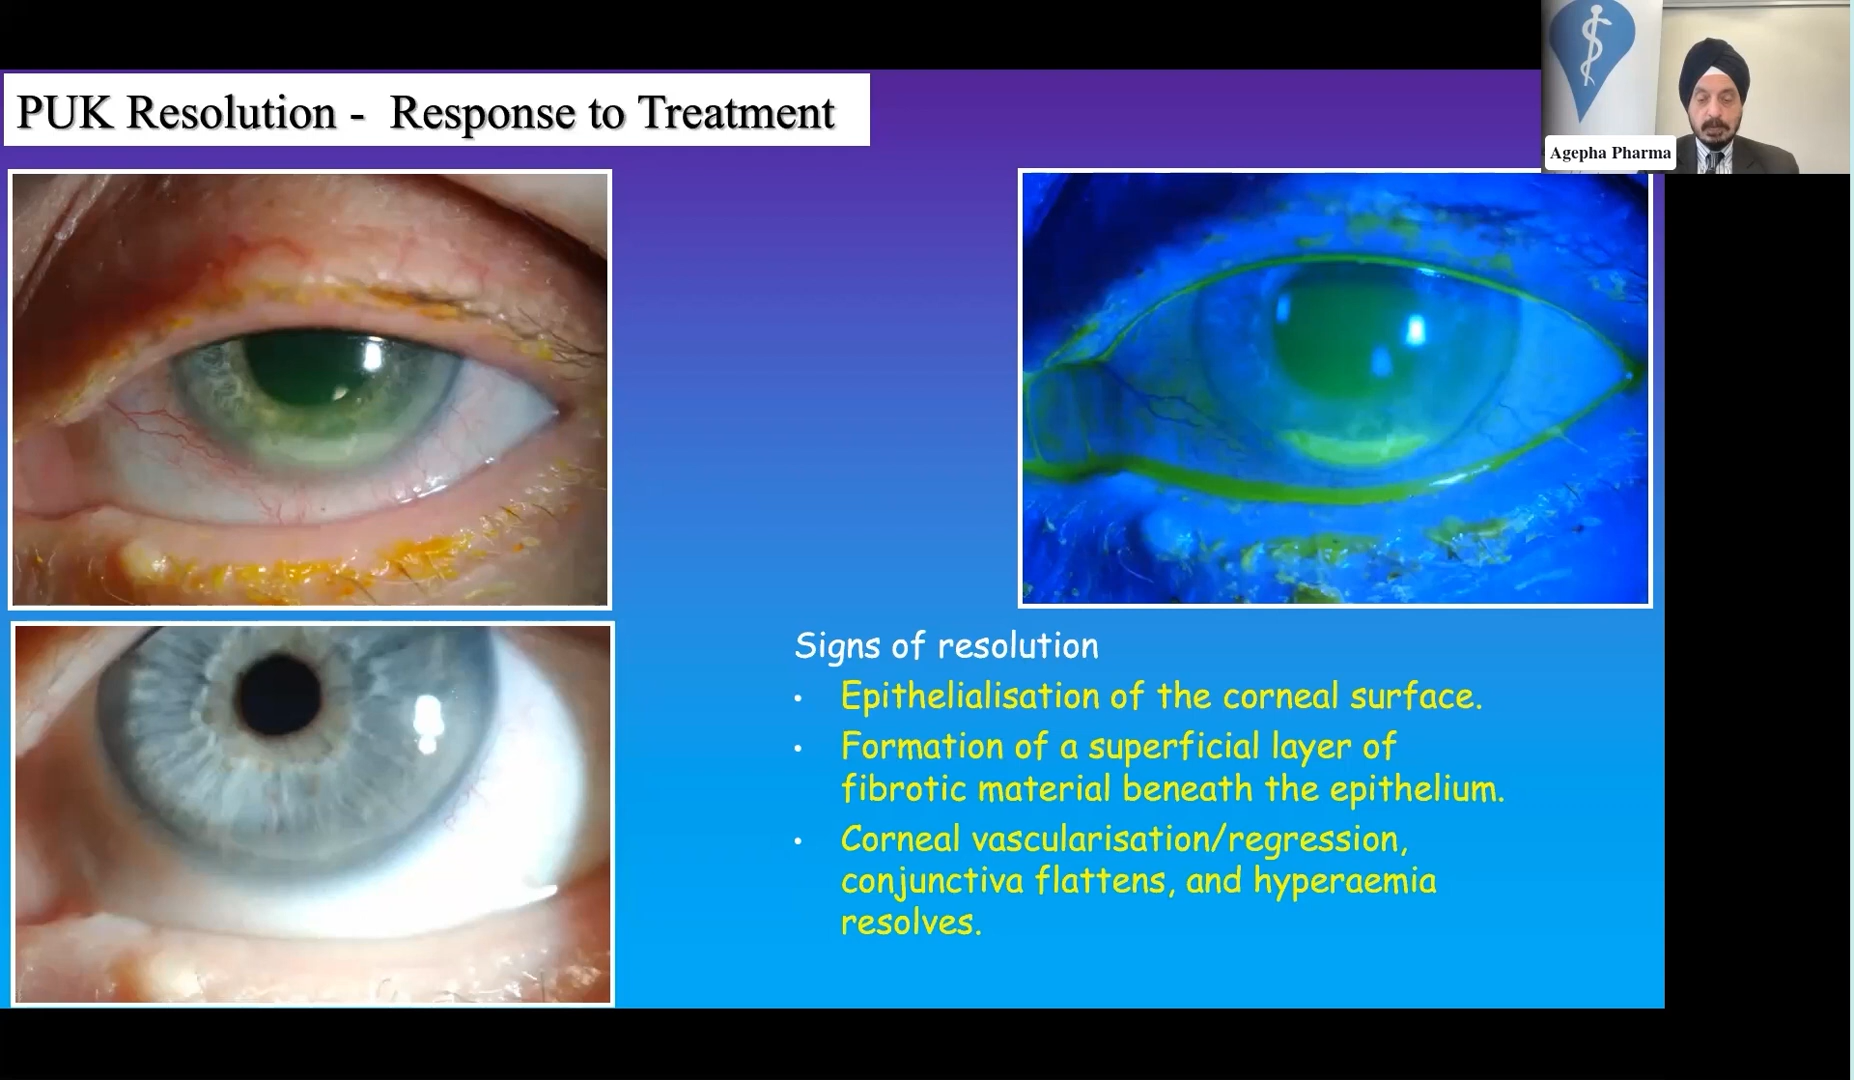 PUK Resolution -  Response to Treatment
Agepha Pharma
Signs of resolution
• Epithelialisation of the corneal surface.
• Formation of a superficial layer of
fibrotic material beneath the epithelium.
• Corneal vascularisation/regression,
conjunctiva flattens, and hyperaemia
resolves.